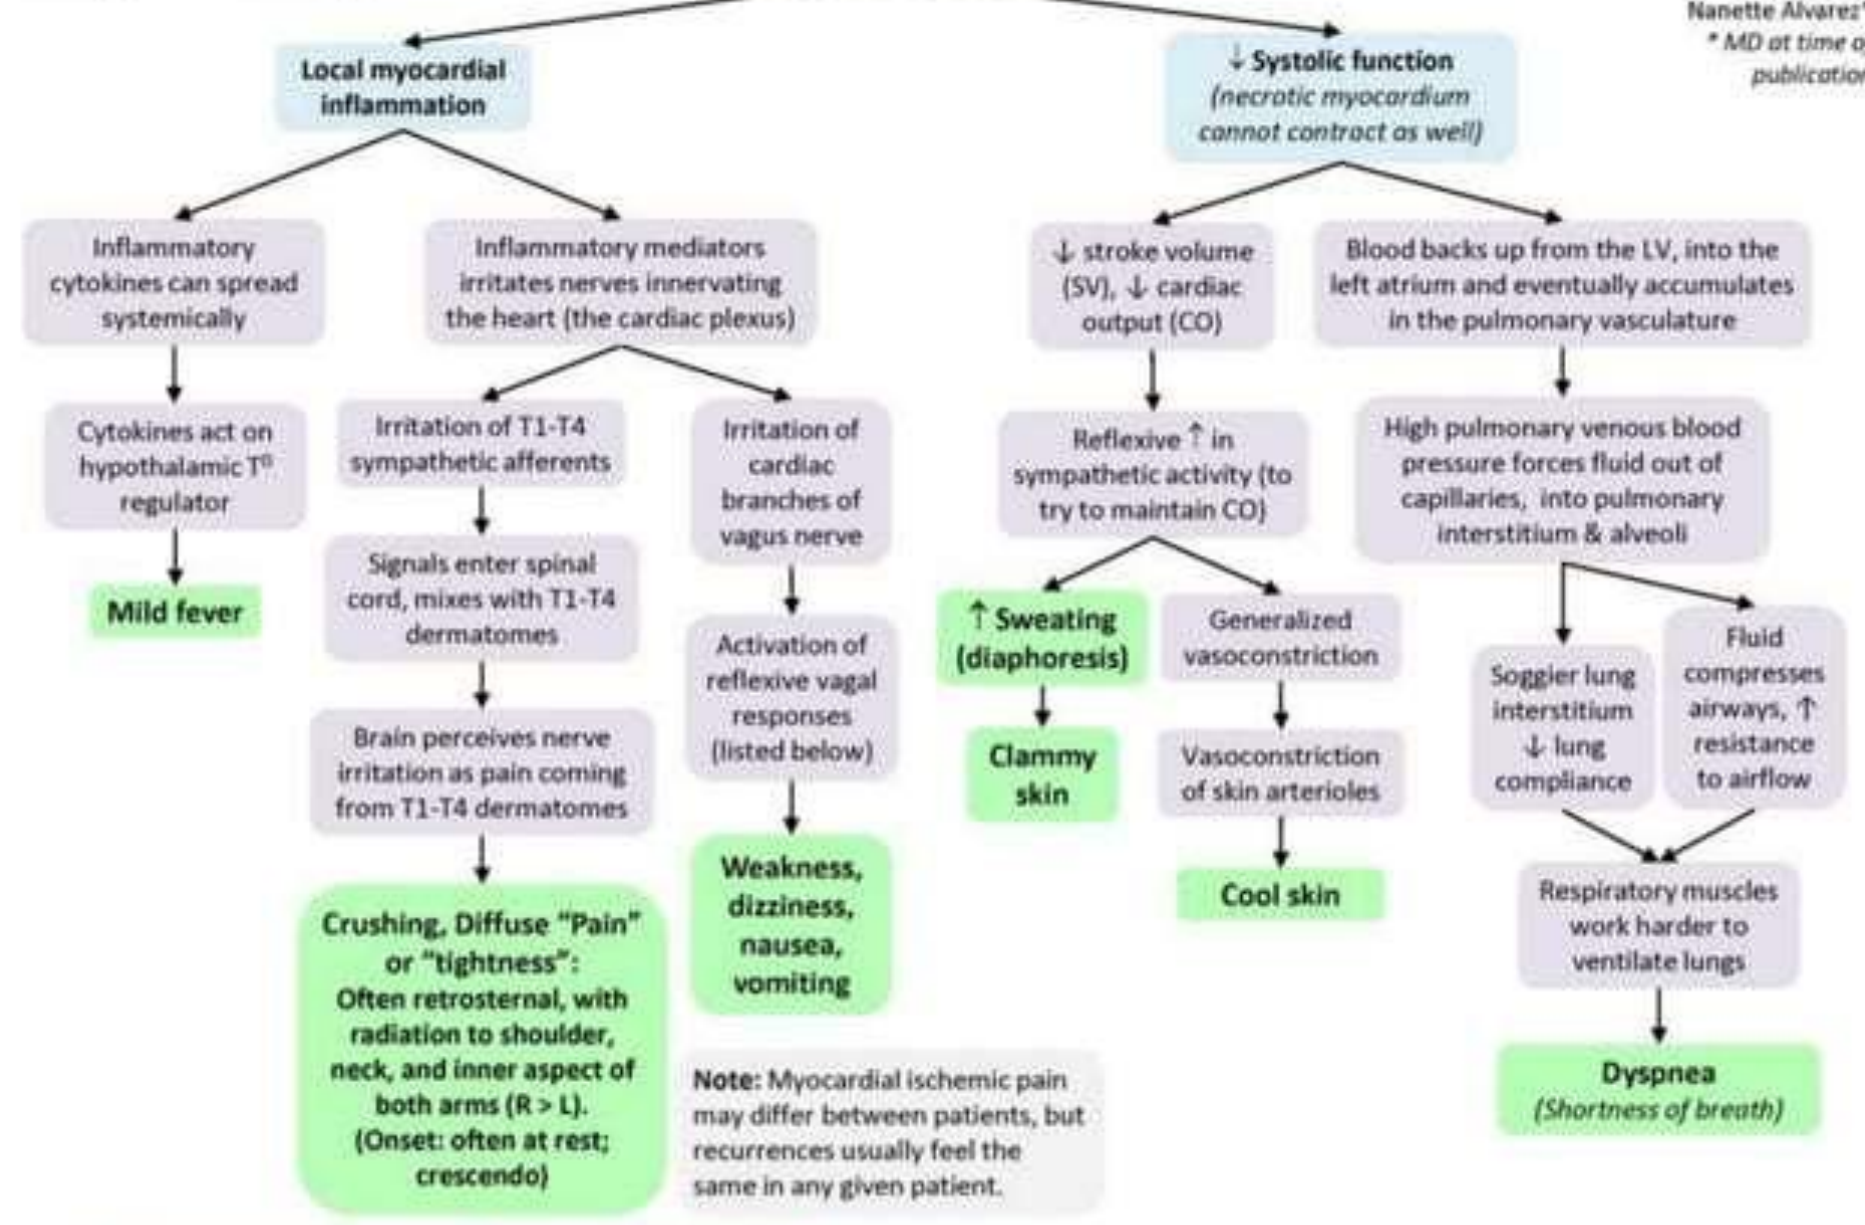 Nanette Alvarez*
* MD at time of
publication
Local myocardial
inflammation
↓ Systolic function
(necrotic myocardium
cannot contract as well)
Inflammatory
cytokines can spread
systemically
Inflammatory mediators
irritates nerves innervating
the heart (the cardiac plexus)
↓ stroke volume
(SV), ↓ cardiac
output (CO)
Blood backs up from the LV, into the
left atrium and eventually accumulates
in the pulmonary vasculature
Cytokines act on
hypothalamic T⁰
regulator
Irritation of T1-T4
sympathetic afferents
Irritation of
cardiac
branches of
vagus nerve
Reflexive ↑ in
sympathetic activity (to
try to maintain CO)
High pulmonary venous blood
pressure forces fluid out of
capillaries, into pulmonary
interstitium & alveoli
Mild fever
Signals enter spinal
cord, mixes with T1-T4
dermatomes
Activation of
reflexive vagal
responses
(listed below)
↑ Sweating
(diaphoresis)
Generalized
vasoconstriction
Soggier lung
interstitium
↓ lung
compliance
Fluid
compresses
airways, ↑
resistance
to airflow
Brain perceives nerve
irritation as pain coming
from T1-T4 dermatomes
Clammy
skin
Vasoconstriction
of skin arterioles
Weakness,
dizziness,
nausea,
vomiting
Cool skin
Respiratory muscles
work harder to
ventilate lungs
Crushing, Diffuse “Pain”
or “tightness”:
Often retrosternal, with
radiation to shoulder,
neck, and inner aspect of
both arms (R > L).
(Onset: often at rest;
crescendo)
Note: Myocardial ischemic pain
may differ between patients, but
recurrences usually feel the
same in any given patient.
Dyspnea
(Shortness of breath)